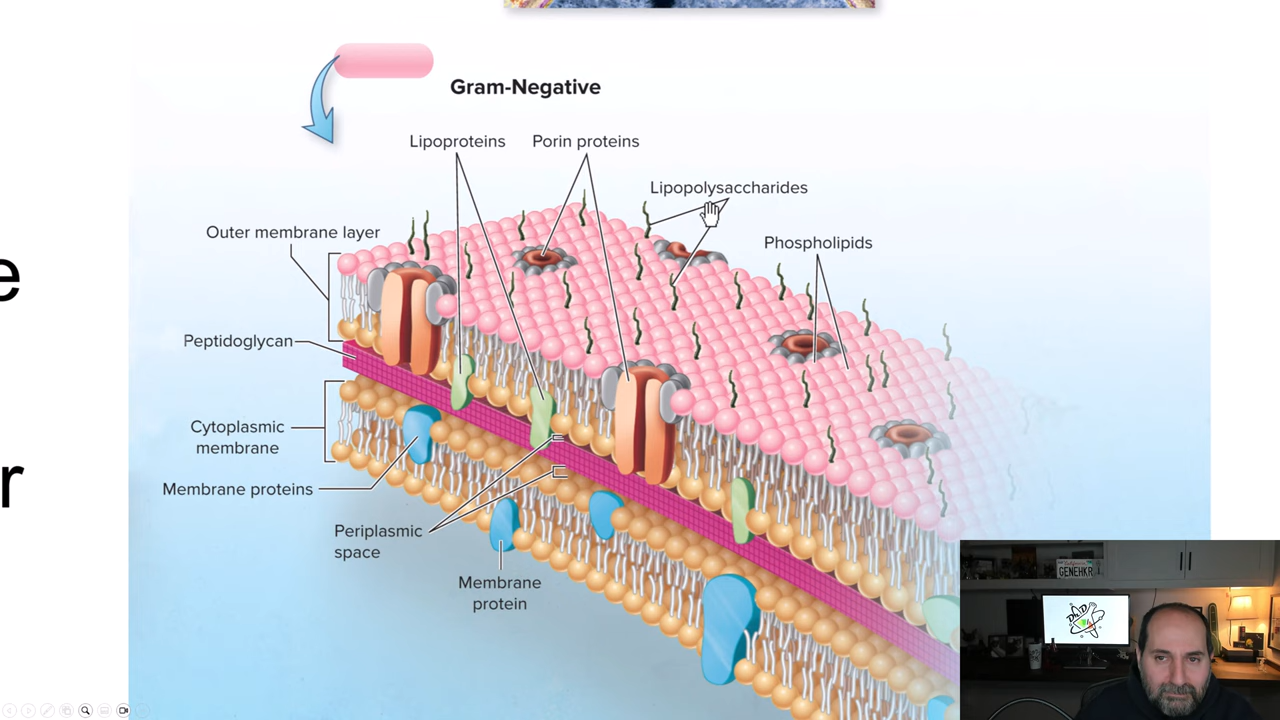 Gram-Negative
Lipoproteins
Porin proteins
Lipopolysaccharides
Outer membrane layer
Phospholipids
Peptidoglycan
Cytoplasmic
membrane
Membrane proteins
Periplasmic
space
Membrane
protein
e
r
GENEHKR